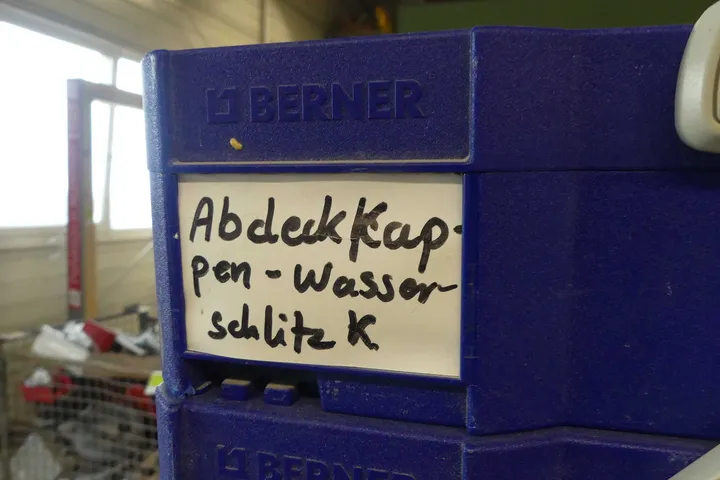 BERNER
Abdeckkap-
pen-Wasser-
schlitz K.
BERNER